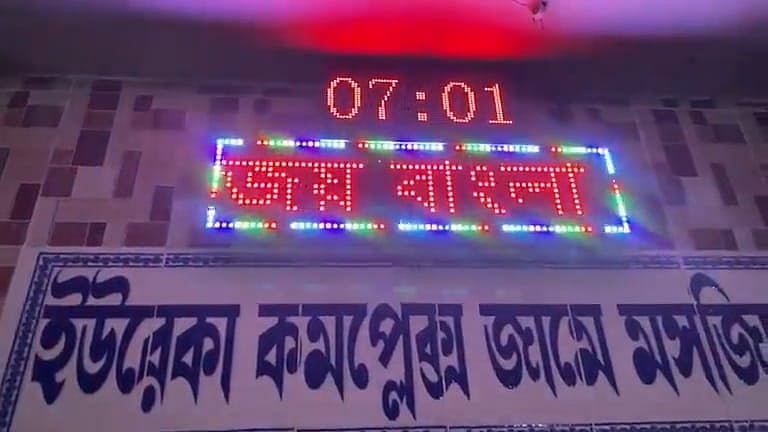 07:01
জয় বাংলা
ইউরেকা কমপ্লেক্স জামে মসজি